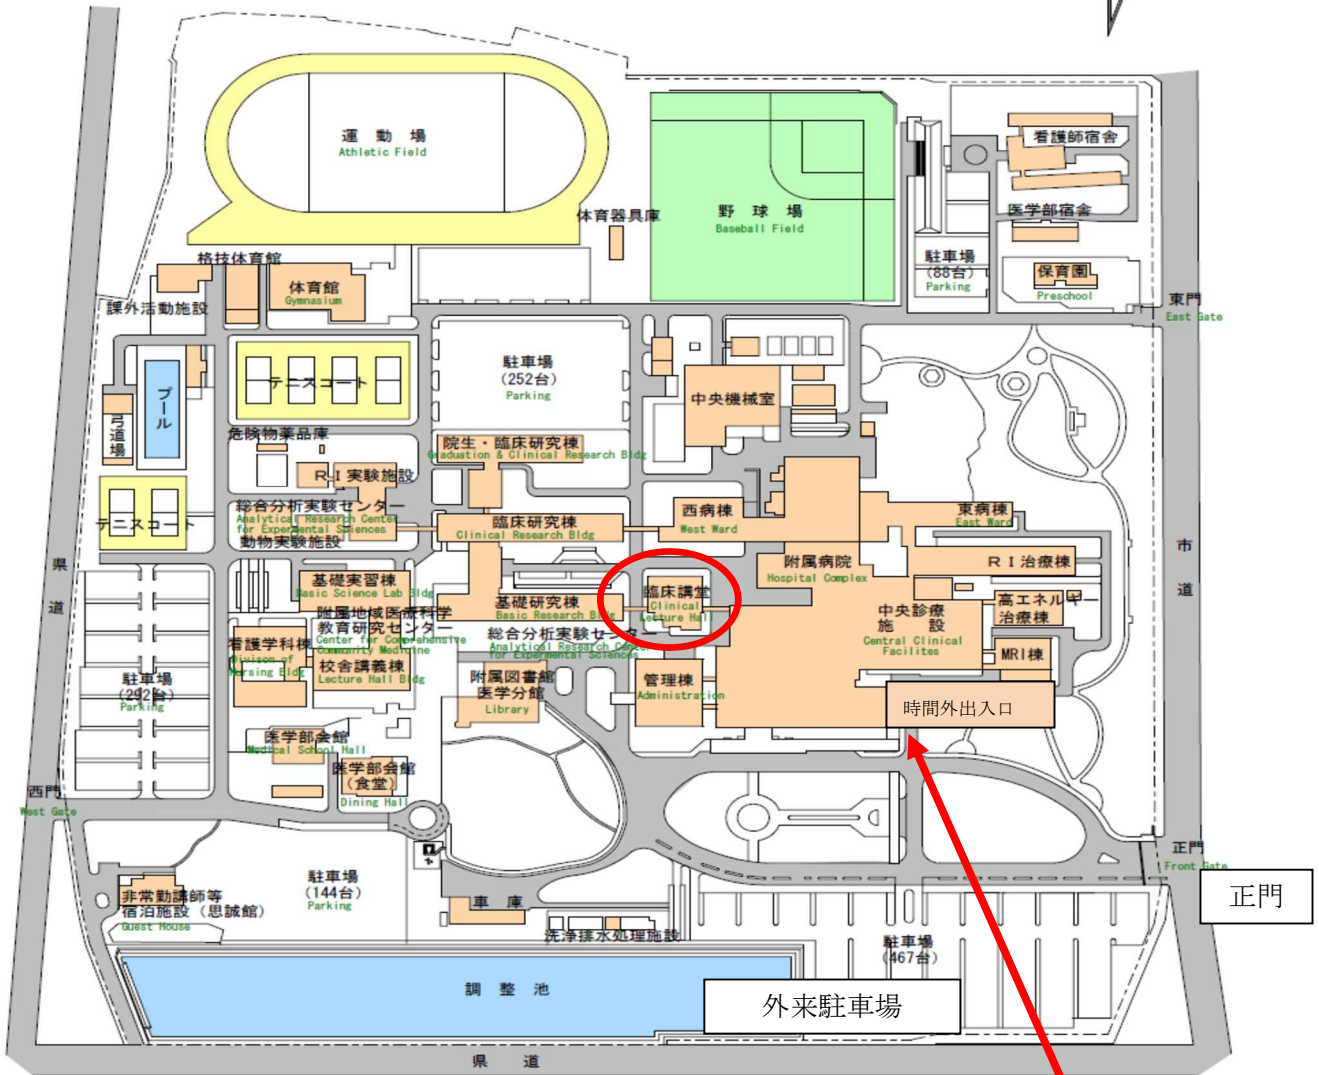 運動場
Athletic Field
体育器具庫
野球場
Baseball Field
看護師宿舎
医学部宿舎
駐車場
(88台)
Parking
保育園
Preschool
東門
East Gate
格技体育館
体育館
Gymnasium
課外活動施設
テニスコート
プール
弓道場
駐車場
(252台)
Parking
中央機械室
危険物薬品庫
院生・臨床研究棟
Graduation & Clinical Research Bldg
R.I実験施設
総合分析実験センター
Analytical Research Center
for Expermental Sciences
動物実験施設
テニスコート
臨床研究棟
Clinical Research Bldg
西病棟
West Ward
東病棟
East Ward
附属病院
Hospital Complex
RI治療棟
県道
市道
基礎実習棟
Basic Science Lab Bldg
基礎研究棟
Basic Research Bldg
臨床講堂
Clinical
Lecture Hall
中央診療
施設
Central Clinical
Facilites
高エネルギー
治療棟
MRI棟
附属地域医療科学
教育研究センター
Center for Comprehensive
Community Medicine
看護学科棟
Divison of
Nursing Bldg
校舎講義棟
Lecture Hall Bldg
総合分析実験センター
Analytical Research Center
for Expermental Sciences
附属図書館
医学分館
Library
管理棟
Administration
駐車場
(292台)
Parking
時間外出入口
医学部会館
Medical School Hall
医学部会館
(食堂)
Dining Hall
西門
West Gate
正門
Front Gate
正門
駐車場
(144台)
Parking
非常勤講師等
宿泊施設(思誠館)
Guest House
車庫
洗浄排水処理施設
駐車場
(467台)
調整池
外来駐車場
県道